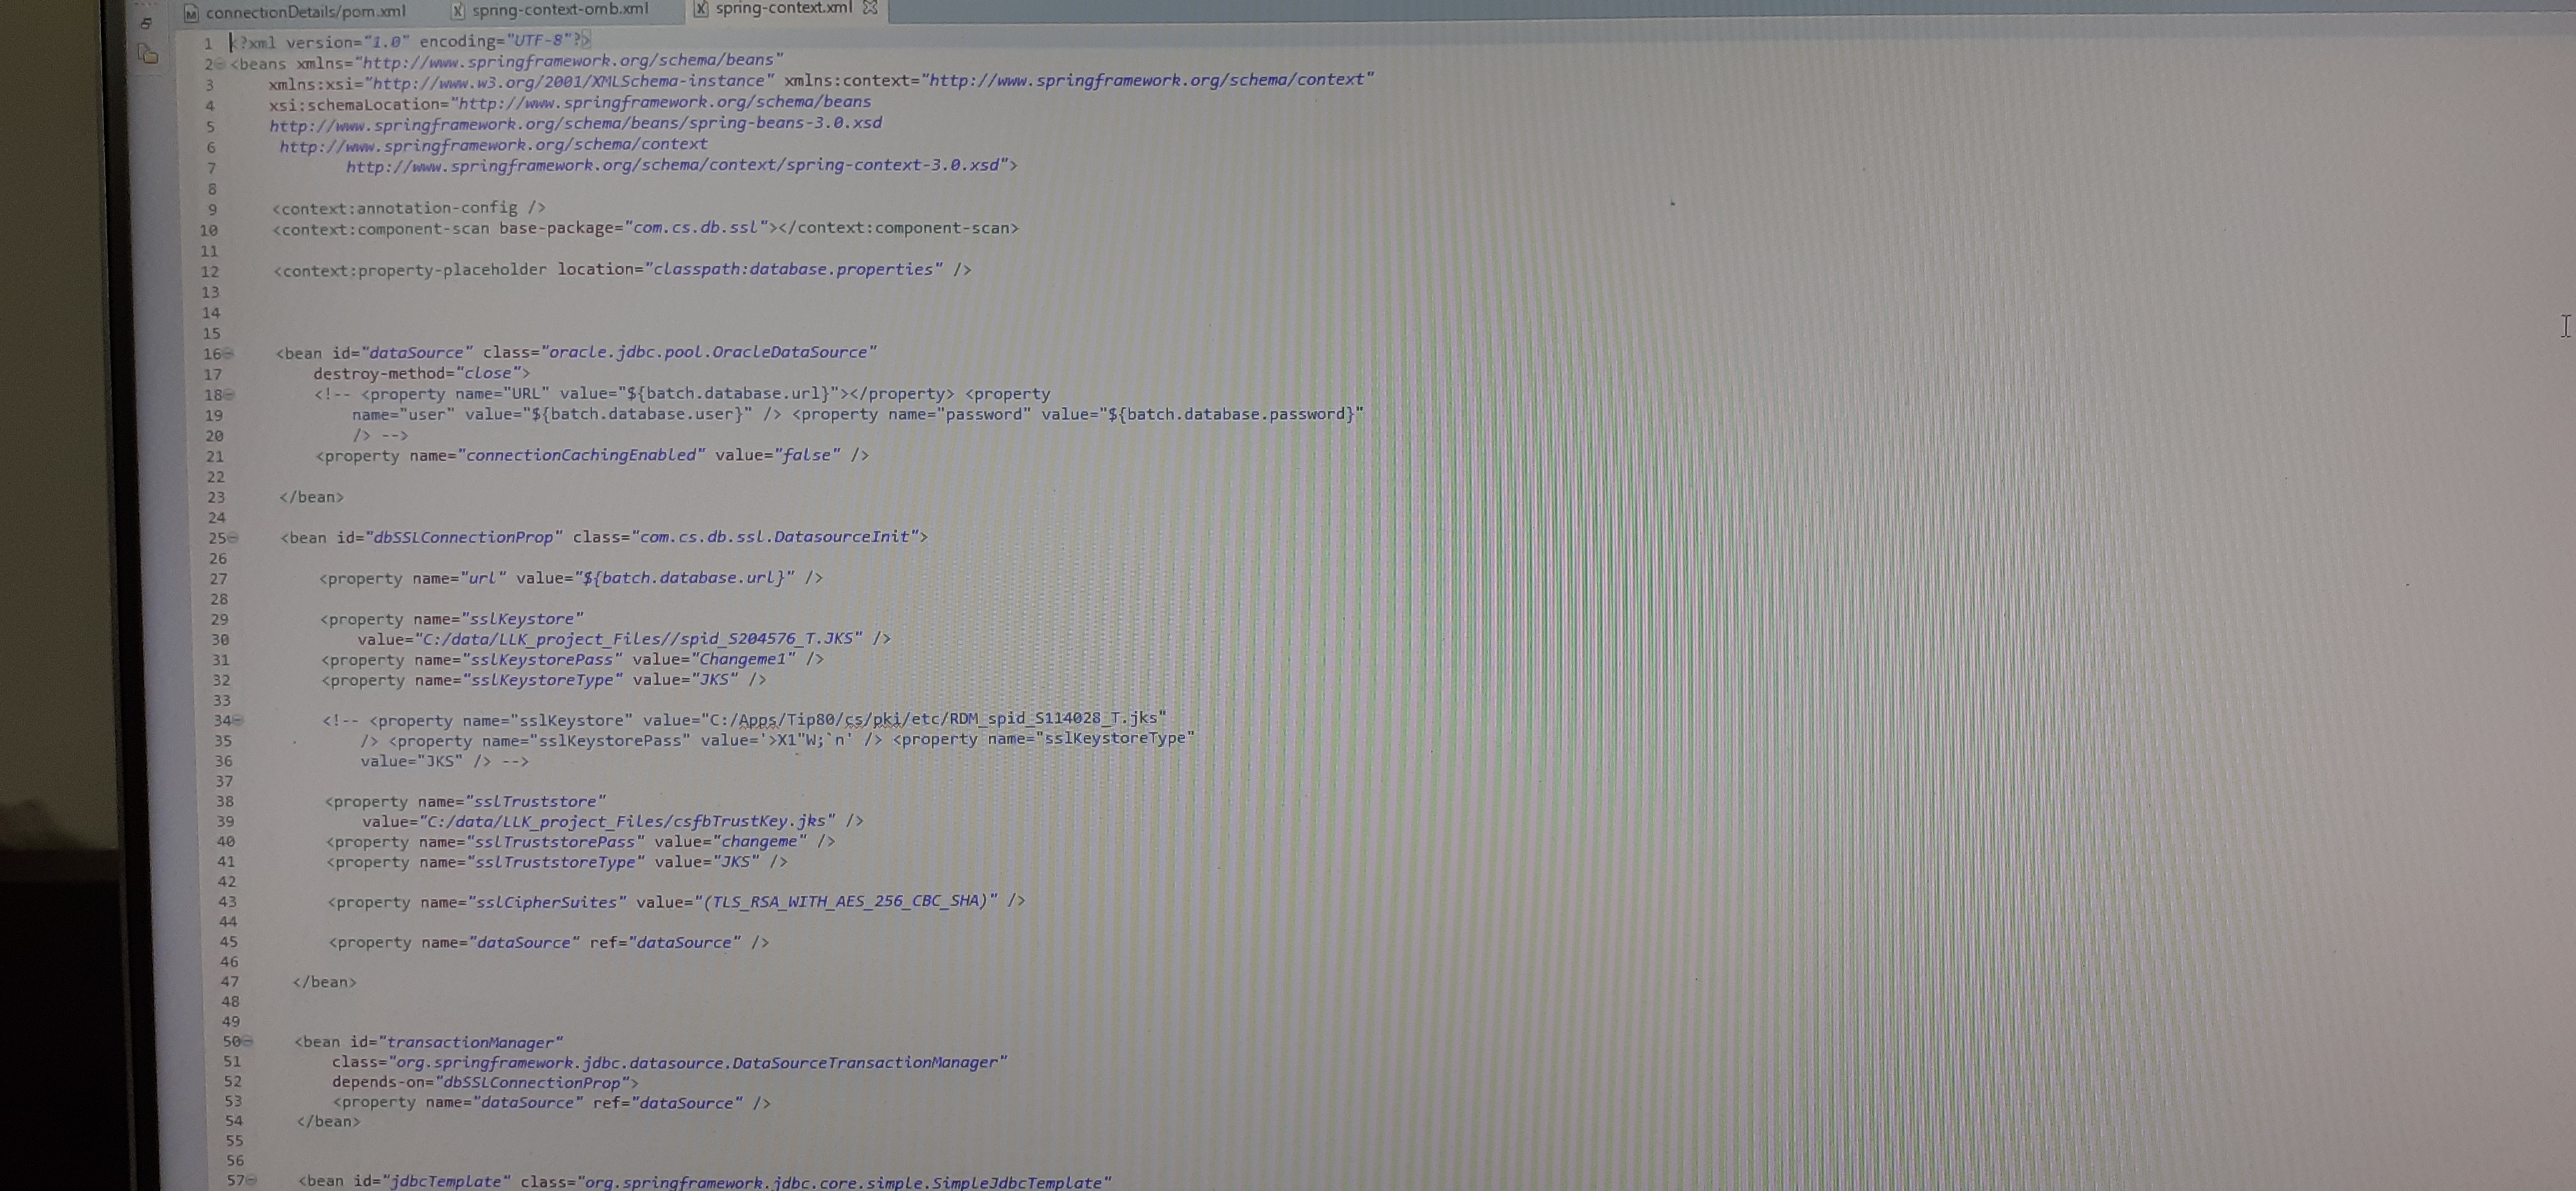 connectionDetails/pom.xml spring-context-omb.xml spring-context.xml
1 <?xml version="1.0" encoding="UTF-8"?>
2 <beans xmlns="http://www.springframework.org/schema/beans"
3 xmlns:xsi="http://www.w3.org/2001/XMLSchema-instance" xmlns:context="http://www.springframework.org/schema/context"
4 xsi:schemaLocation="http://www.springframework.org/schema/beans
5 http://www.springframework.org/schema/beans/spring-beans-3.0.xsd
6 http://www.springframework.org/schema/context
7 http://www.springframework.org/schema/context/spring-context-3.0.xsd">
8
9 <context:annotation-config />
10 <context:component-scan base-package="com.cs.db.ssl"></context:component-scan>
11
12 <context:property-placeholder location="classpath:database.properties" />
13
14
15
16 <bean id="dataSource" class="oracle.jdbc.pool.OracleDataSource"
17 destroy-method="close">
18 <!-- <property name="URL" value="${batch.database.url}"></property> <property
19 name="user" value="${batch.database.user}" /> <property name="password" value="${batch.database.password}"
20 /> -->
21 <property name="connectionCachingEnabled" value="false" />
22
23 </bean>
24
25 <bean id="dbSSLConnectionProp" class="com.cs.db.ssl.DatasourceInit">
26
27 <property name="url" value="${batch.database.url}" />
28
29 <property name="sslKeystore"
30 value="C:/data/LLK_project_Files//spid_S204576_T.JKS" />
31 <property name="sslKeystorePass" value="Changeme1" />
32 <property name="sslKeystoreType" value="JKS" />
33
34 <!-- <property name="sslKeystore" value="C:/Apps/Tip80/cs/pki/etc/RDM_spid_S114028_T.jks"
35 /> <property name="sslKeystorePass" value='>X1"W;`n' /> <property name="sslKeystoreType"
36 value="JKS" /> -->
37
38 <property name="sslTruststore"
39 value="C:/data/LLK_project_Files/csfbTrustKey.jks" />
40 <property name="sslTruststorePass" value="changeme" />
41 <property name="sslTruststoreType" value="JKS" />
42
43 <property name="sslCipherSuites" value="(TLS_RSA_WITH_AES_256_CBC_SHA)" />
44
45 <property name="dataSource" ref="dataSource" />
46
47 </bean>
48
49
50 <bean id="transactionManager"
51 class="org.springframework.jdbc.datasource.DataSourceTransactionManager"
52 depends-on="dbSSLConnectionProp">
53 <property name="dataSource" ref="dataSource" />
54 </bean>
55
56
57 <bean id="jdbcTemplate" class="org.springframework.jdbc.core.simple.SimpleJdbcTemplate"